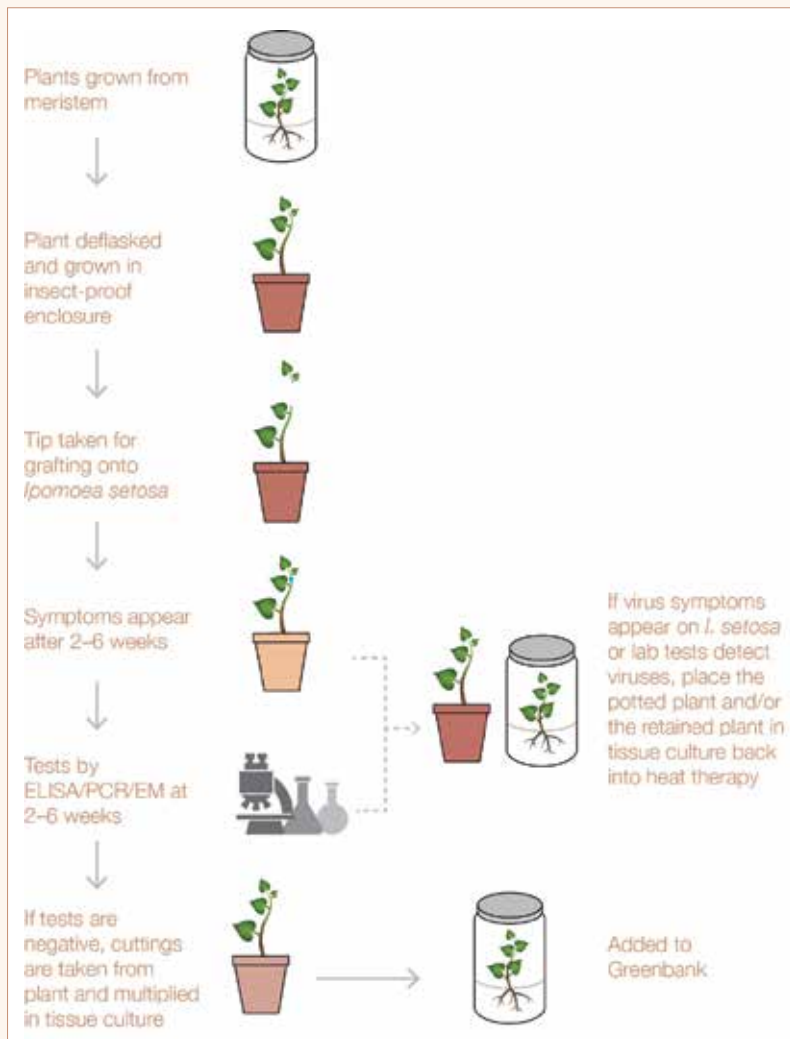 Plants grown from
meristem
Plant deflasked
and grown in
insect-proof
enclosure
Tip taken for
grafting onto
Ipomoea setosa
Symptoms appear
after 2–6 weeks
If virus symptoms
appear on I. setosa
or lab tests detect
viruses, place the
potted plant and/or
the retained plant in
tissue culture back
into heat therapy
Tests by
ELISA/PCR/EM at
2–6 weeks
If tests are
negative, cuttings
are taken from
plant and multiplied
in tissue culture
Added to
Greenbank